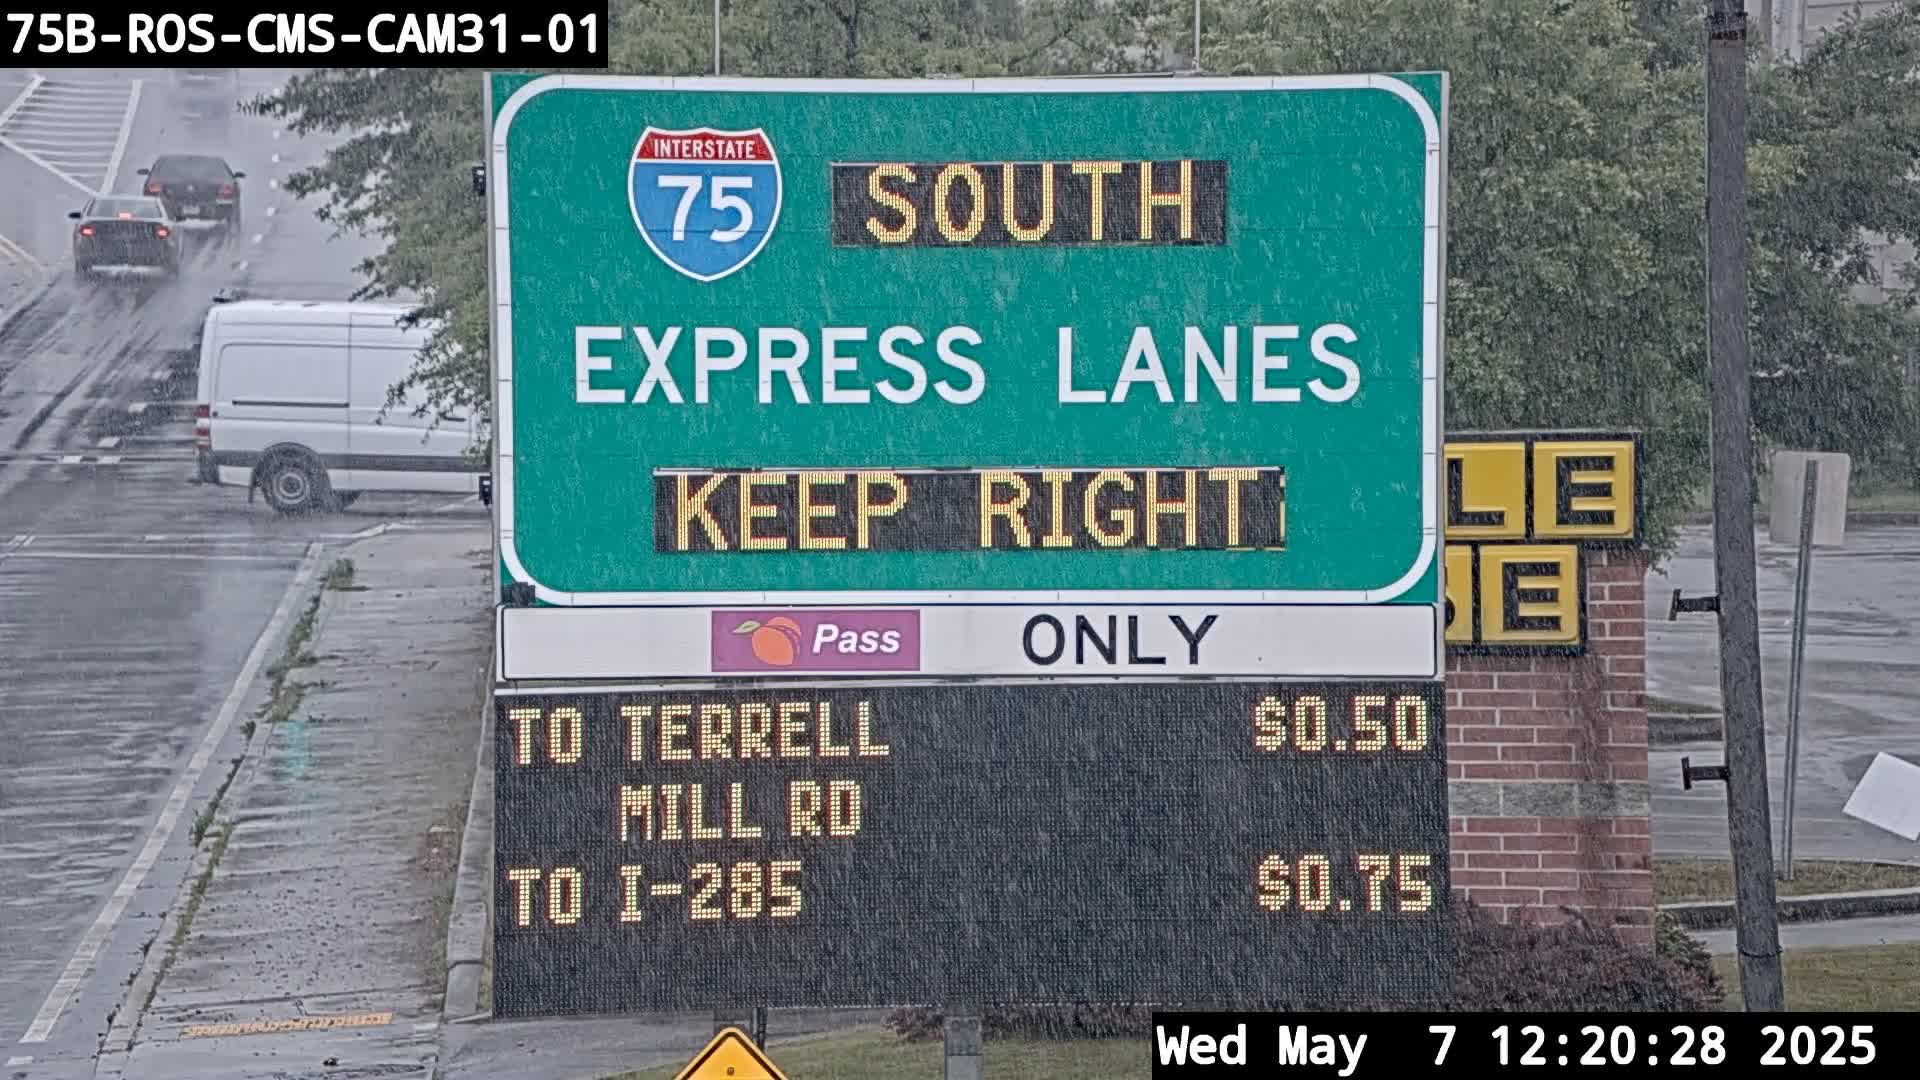 75B-ROS-CMS-CAM31-01
INTERSTATE
75
SOUTH
EXPRESS LANES
KEEP RIGHT
Pass ONLY
TO TERRELL $0.50
MILL RD
TO I-285 $0.75
LE
E
Wed May 7 12:20:28 2025